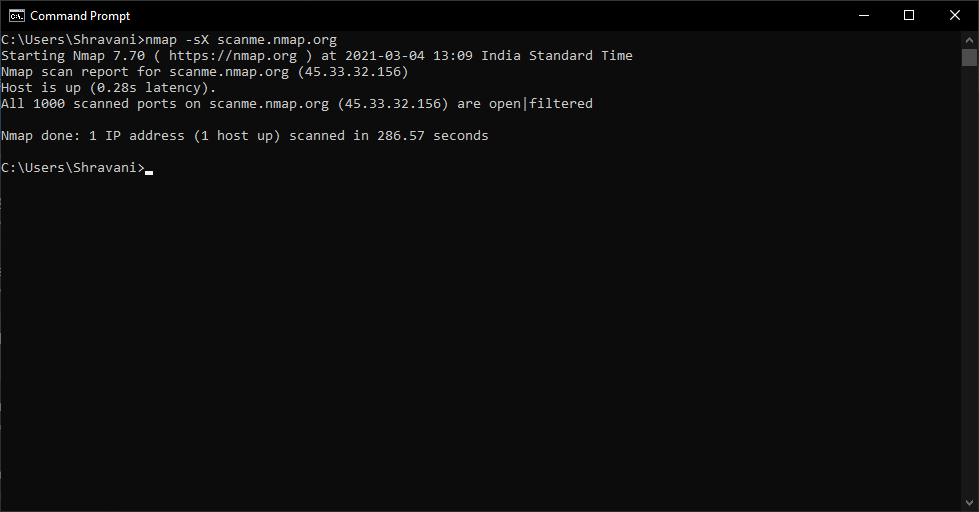 Command Prompt
C:\Users\Shravani>nmap -sX scanme.nmap.org
Starting Nmap 7.70 ( https://nmap.org ) at 2021-03-04 13:09 India Standard Time
Nmap scan report for scanme.nmap.org (45.33.32.156)
Host is up (0.28s latency).
All 1000 scanned ports on scanme.nmap.org (45.33.32.156) are open|filtered
Nmap done: 1 IP address (1 host up) scanned in 286.57 seconds
C:\Users\Shravani>